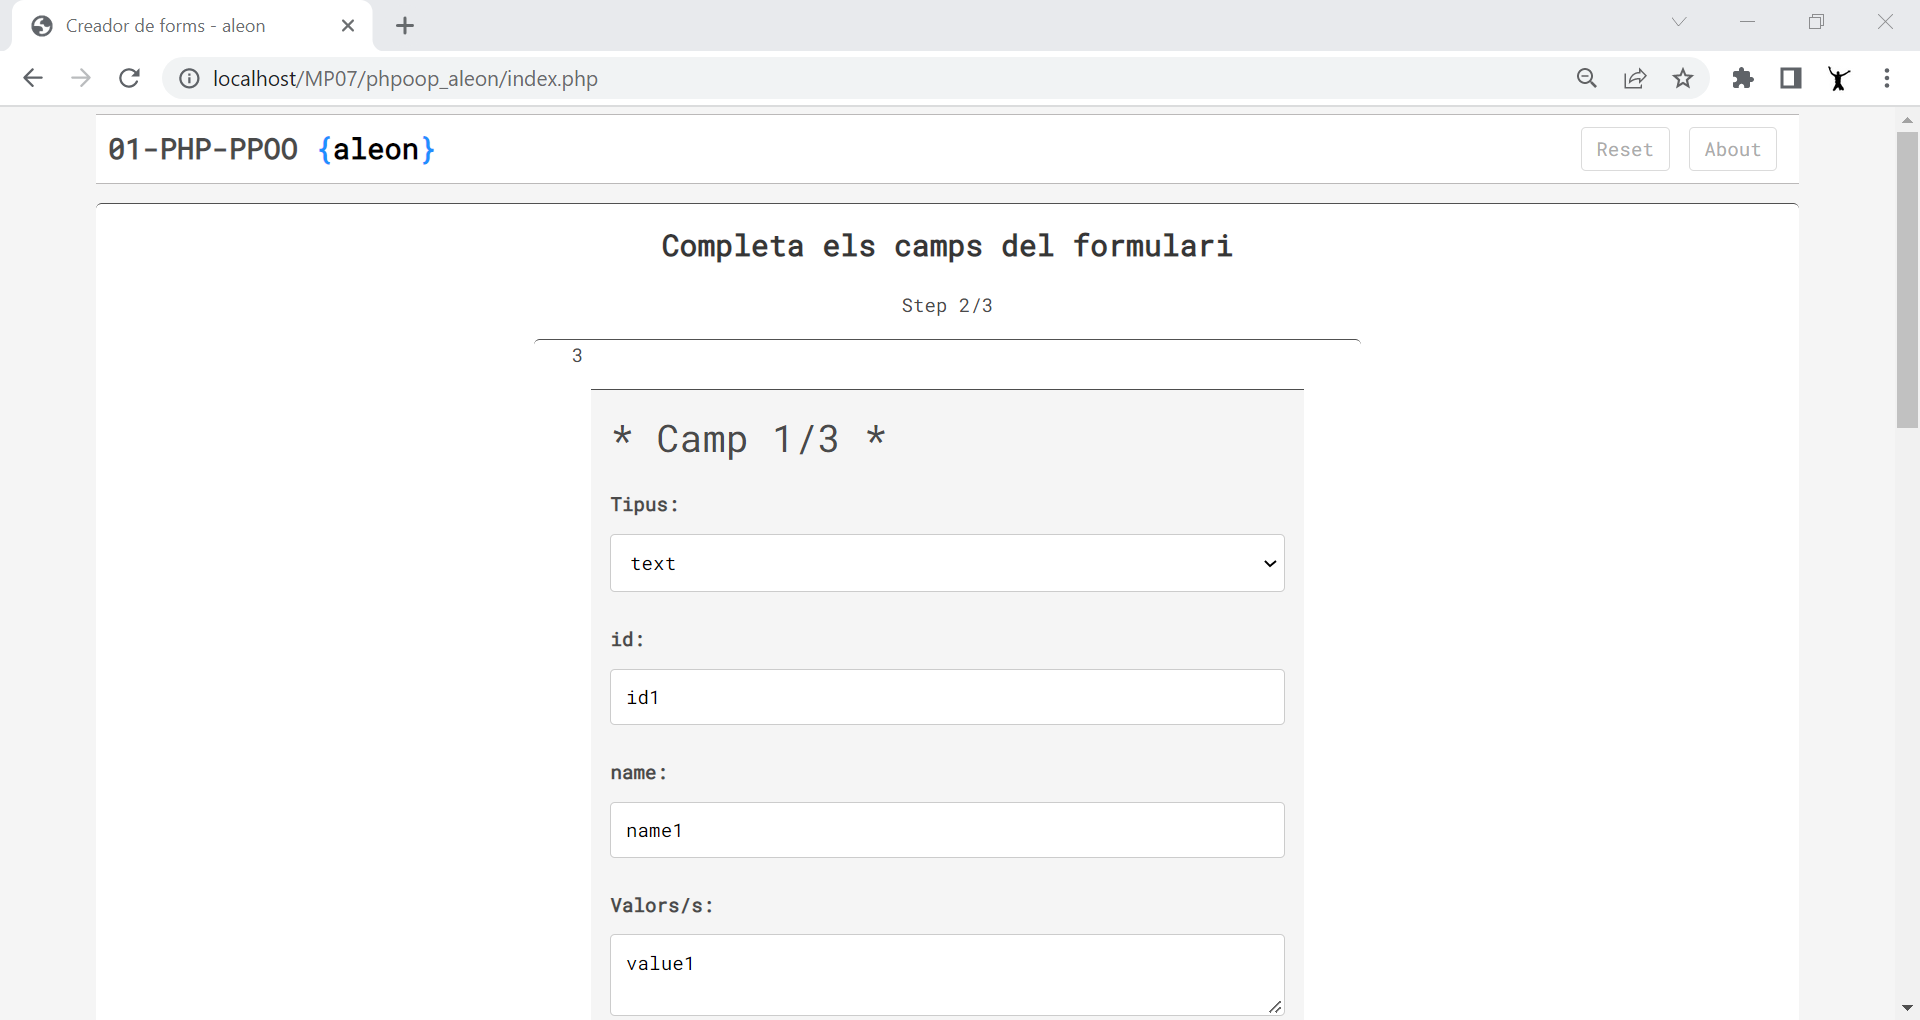 Creador de forms - aleon
localhost/MP07/phpoop_aleon/index.php
01-PHP-PPOO {aleon}
Reset
About
Completa els camps del formulari
Step 2/3
3
* Camp 1/3 *
Tipus:
text
id:
id1
name:
name1
Valors/s:
value1